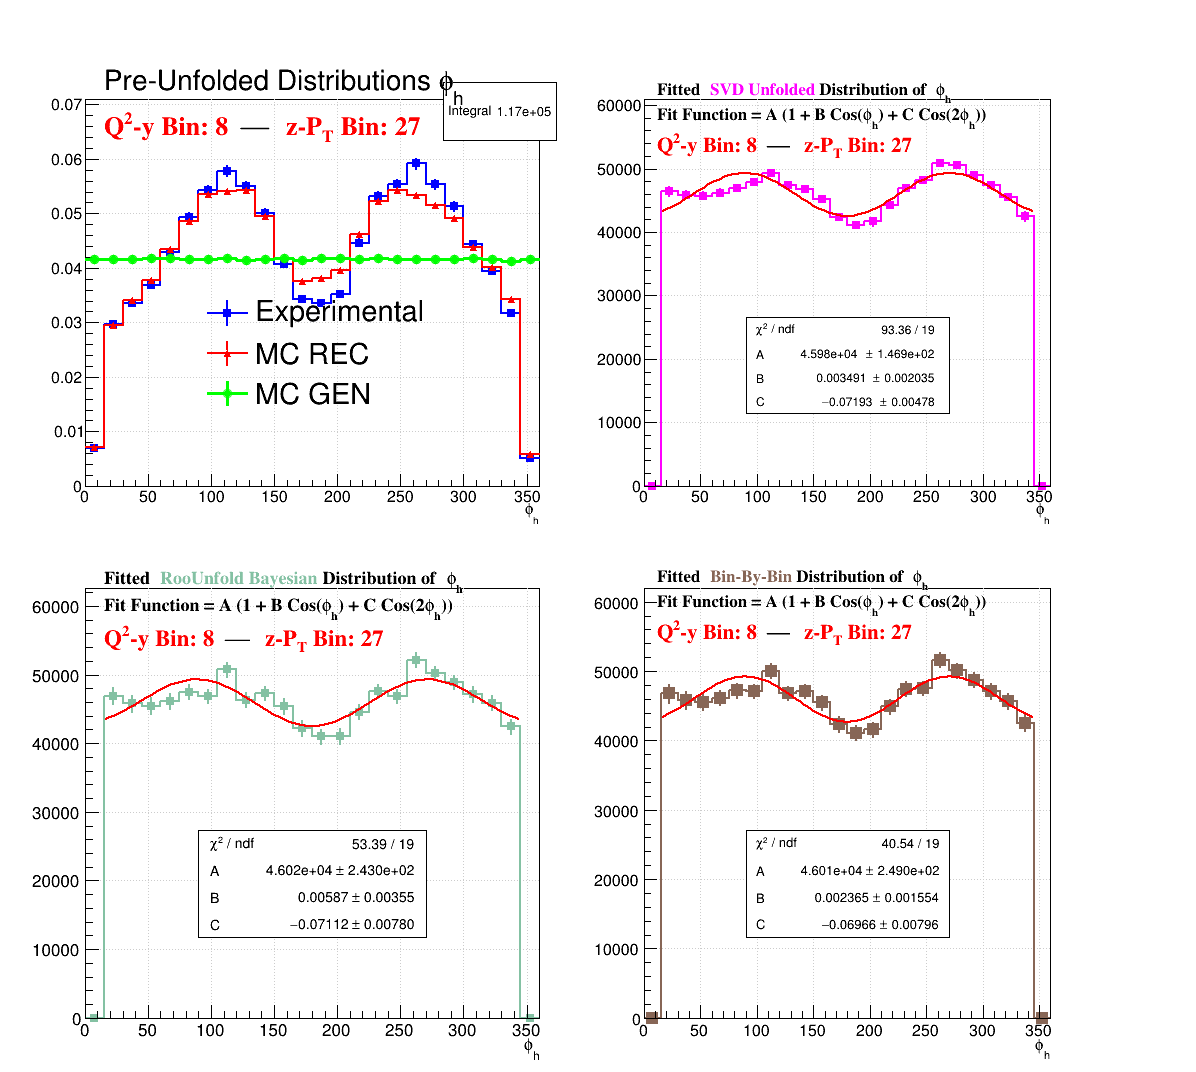 Pre-Unfolded Distributions ϕh
Integral 1.17e+05
Q2-y Bin: 8 — z-PT Bin: 27
0.07
0.06
0.05
0.04
0.03
0.02
0.01
0
Experimental
MC REC
MC GEN
0 50 100 150 200 250 300 350
ϕh
Fitted SVD Unfolded Distribution of ϕh
Fit Function = A (1 + B Cos(ϕh) + C Cos(2ϕh))
Q2-y Bin: 8 — z-PT Bin: 27
60000
50000
40000
30000
20000
10000
0
χ2 / ndf 93.36 / 19
A 4.598e+04 ± 1.469e+02
B 0.003491 ± 0.002035
C −0.07193 ± 0.00478
0 50 100 150 200 250 300 350
ϕh
Fitted RooUnfold Bayesian Distribution of ϕh
Fit Function = A (1 + B Cos(ϕh) + C Cos(2ϕh))
Q2-y Bin: 8 — z-PT Bin: 27
60000
50000
40000
30000
20000
10000
0
χ2 / ndf 53.39 / 19
A 4.602e+04 ± 2.430e+02
B 0.00587 ± 0.00355
C −0.07112 ± 0.00780
0 50 100 150 200 250 300 350
ϕh
Fitted Bin-By-Bin Distribution of ϕh
Fit Function = A (1 + B Cos(ϕh) + C Cos(2ϕh))
Q2-y Bin: 8 — z-PT Bin: 27
60000
50000
40000
30000
20000
10000
0
χ2 / ndf 40.54 / 19
A 4.601e+04 ± 2.490e+02
B 0.002365 ± 0.001554
C −0.06966 ± 0.00796
0 50 100 150 200 250 300 350
ϕh